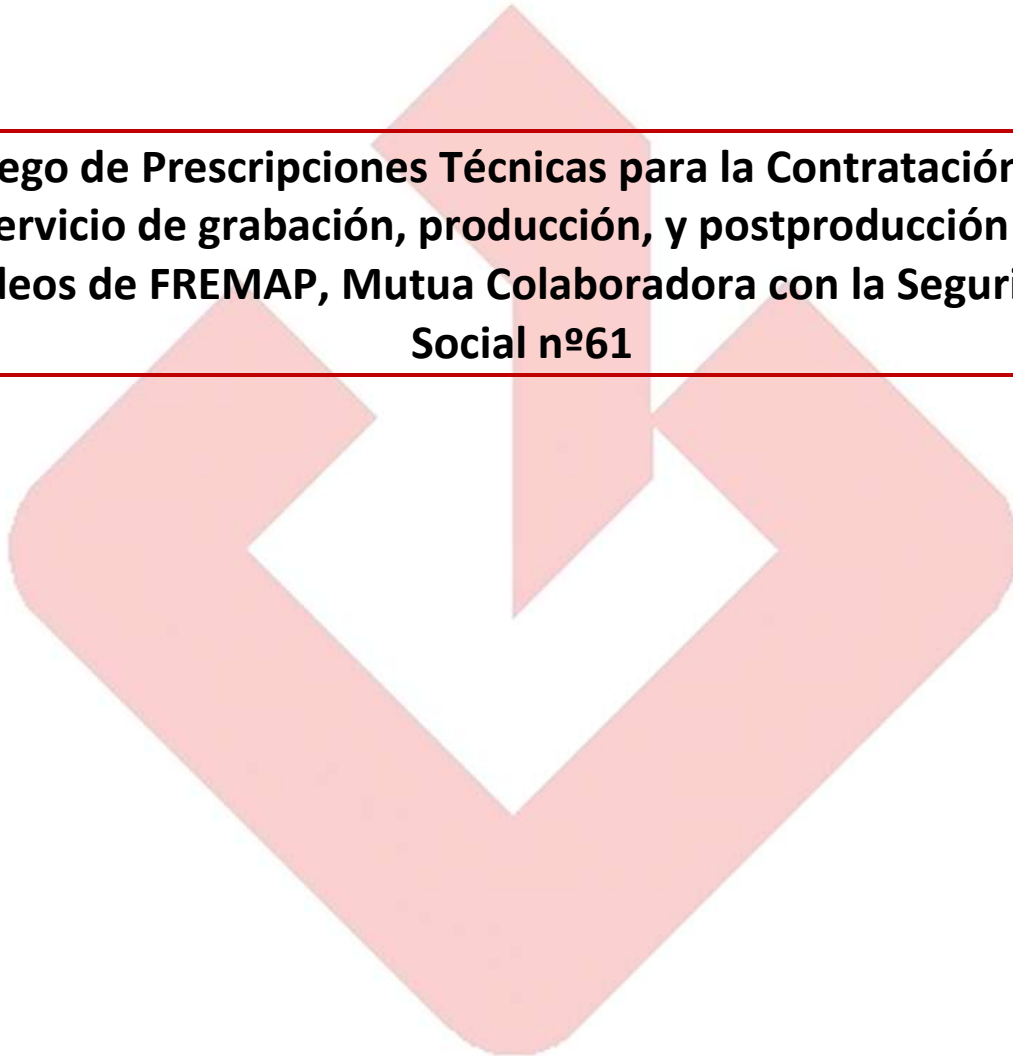 ego de Prescripciones Técnicas para la Contratación
ervicio de grabación, producción, y postproducción
deos de FREMAP, Mutua Colaboradora con la Seguri
Social nº61